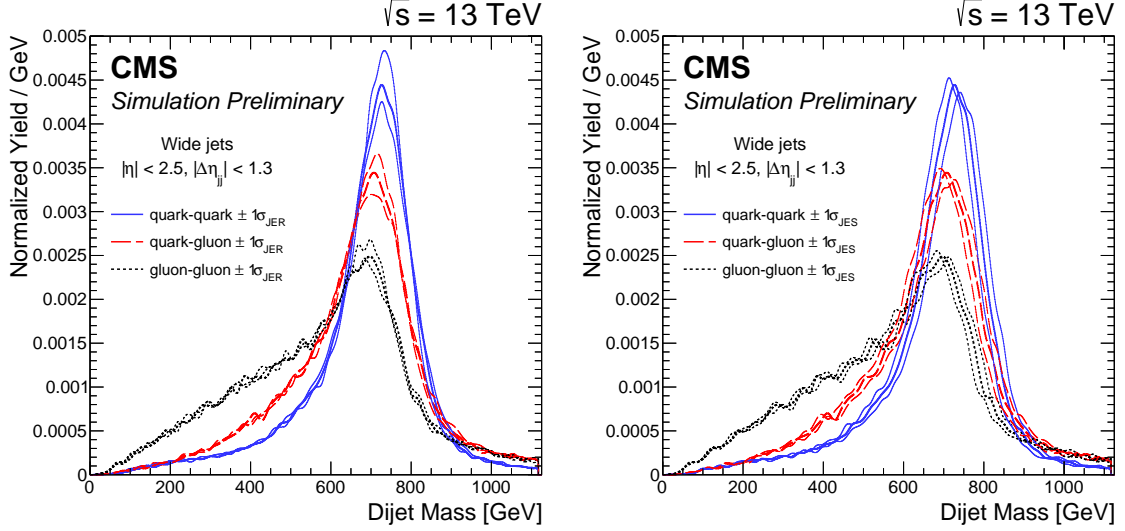 √s = 13 TeV
CMS
Simulation Preliminary
Wide jets
|η| < 2.5, |Δη_jj| < 1.3
quark-quark ± 1σ_JER
quark-gluon ± 1σ_JER
gluon-gluon ± 1σ_JER
Normalized Yield / GeV
0.005
0.0045
0.004
0.0035
0.003
0.0025
0.002
0.0015
0.001
0.0005
0
0 200 400 600 800 1000
Dijet Mass [GeV]
√s = 13 TeV
CMS
Simulation Preliminary
Wide jets
|η| < 2.5, |Δη_jj| < 1.3
quark-quark ± 1σ_JES
quark-gluon ± 1σ_JES
gluon-gluon ± 1σ_JES
Normalized Yield / GeV
0.005
0.0045
0.004
0.0035
0.003
0.0025
0.002
0.0015
0.001
0.0005
0
0 200 400 600 800 1000
Dijet Mass [GeV]